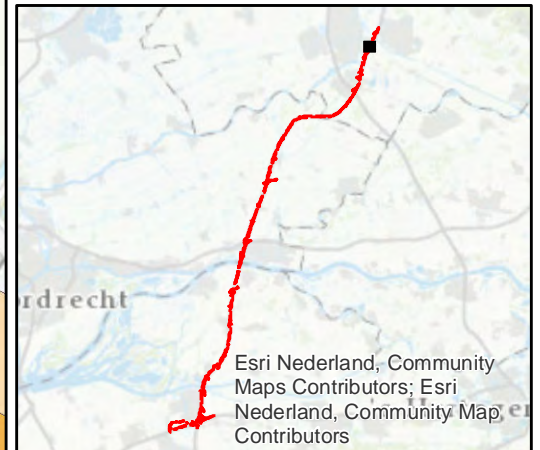 ordrecht
Esri Nederland, Community
Maps Contributors; Esri
Nederland, Community Map
Contributors